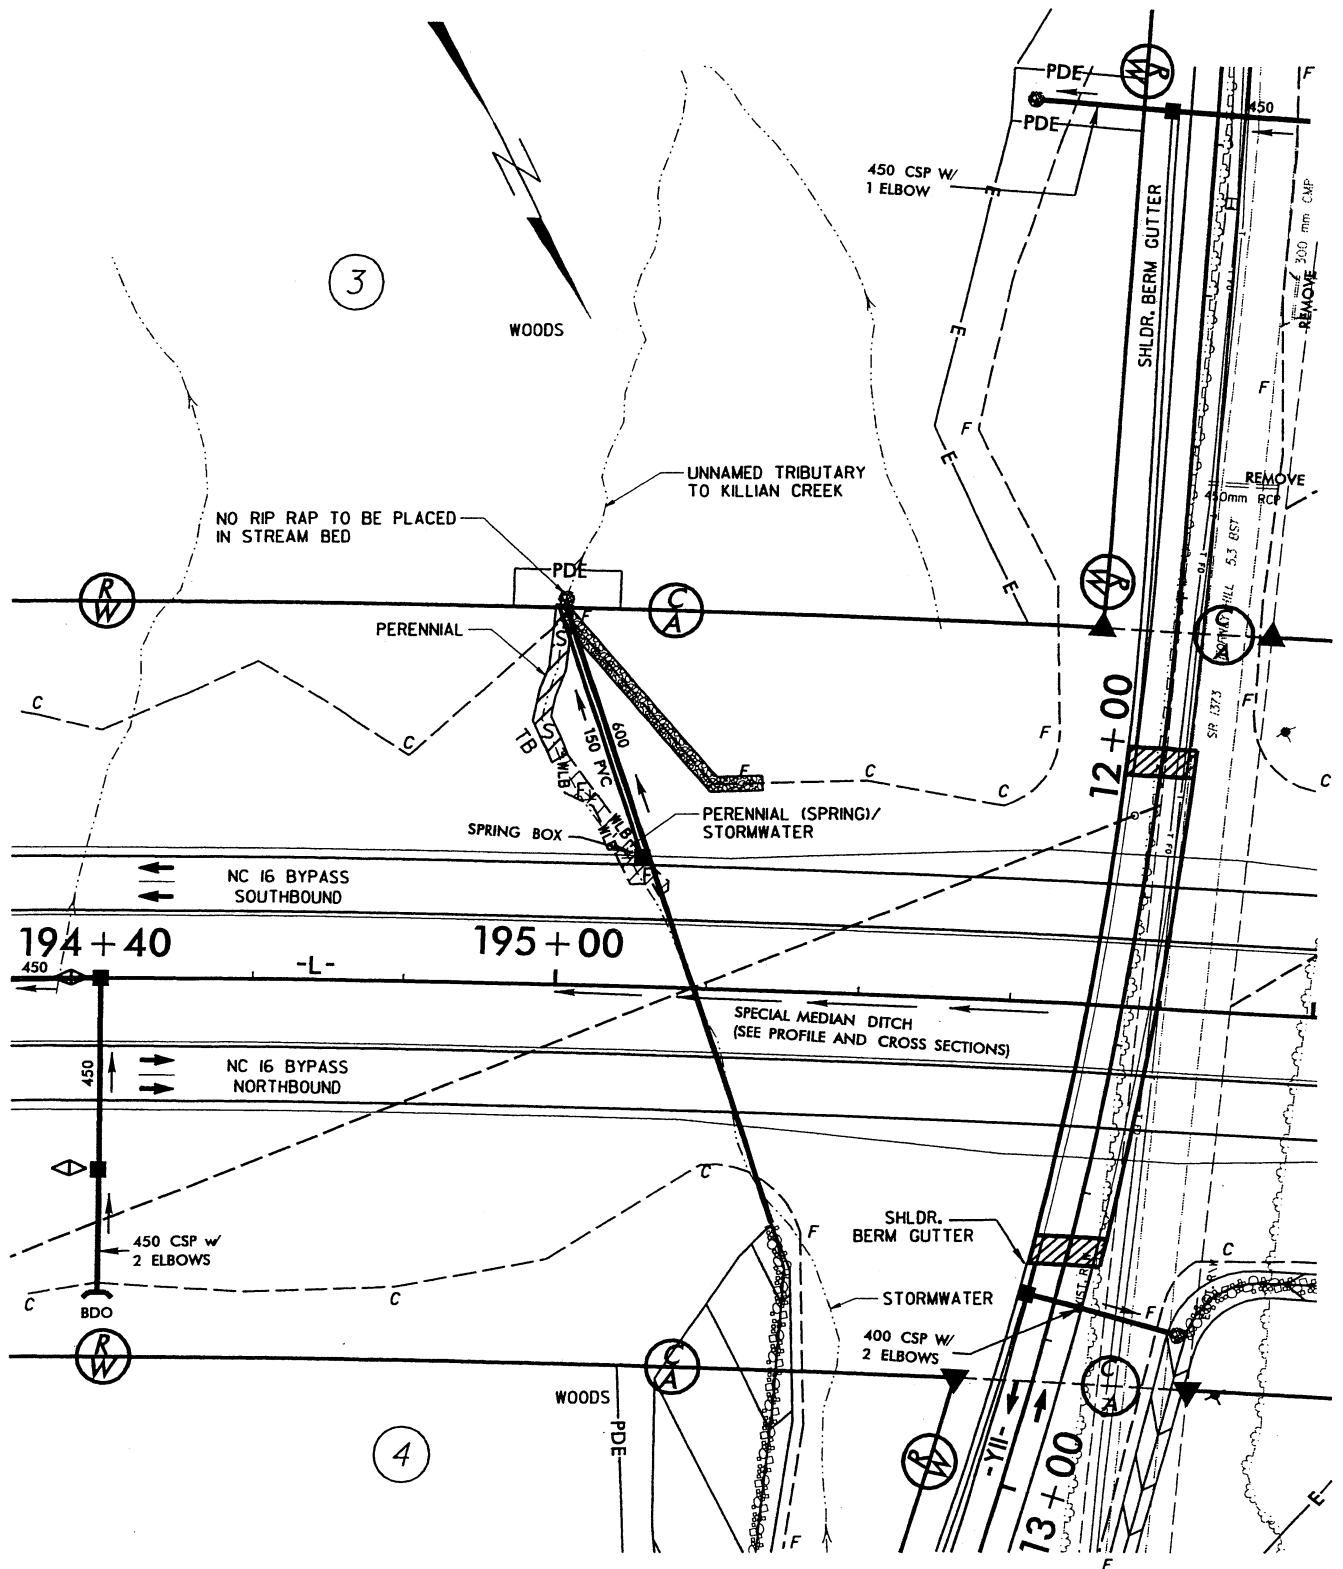 PDE
R
W
450
PDE
450 CSP W/
1 ELBOW
E
F
SHLDR. BERM GUTTER
300 mm CMP
REMOVE
3
N
WOODS
E
F
F
E
UNNAMED TRIBUTARY
TO KILLIAN CREEK
REMOVE
450mm RCP
NO RIP RAP TO BE PLACED
IN STREAM BED
PDE
R
W
C
A
E
R
W
PERENNIAL
F
S
C
C
TB
S
600
150 PVC
WLB
F
C
C
F
12+00
SR 1373
F
C
WLB
WLB
F
PERENNIAL (SPRING)/
STORMWATER
SPRING BOX
NC 16 BYPASS
SOUTHBOUND
194+40
195+00
450
-L-
SPECIAL MEDIAN DITCH
(SEE PROFILE AND CROSS SECTIONS)
450
NC 16 BYPASS
NORTHBOUND
C
F
450 CSP W/
2 ELBOWS
SHLDR.
BERM GUTTER
C
C
C
BDO
STORMWATER
F
400 CSP W/
2 ELBOWS
R
W
C
A
C
A
WOODS
PDE
4
R
W
-Y11-
13+00
E
F
F